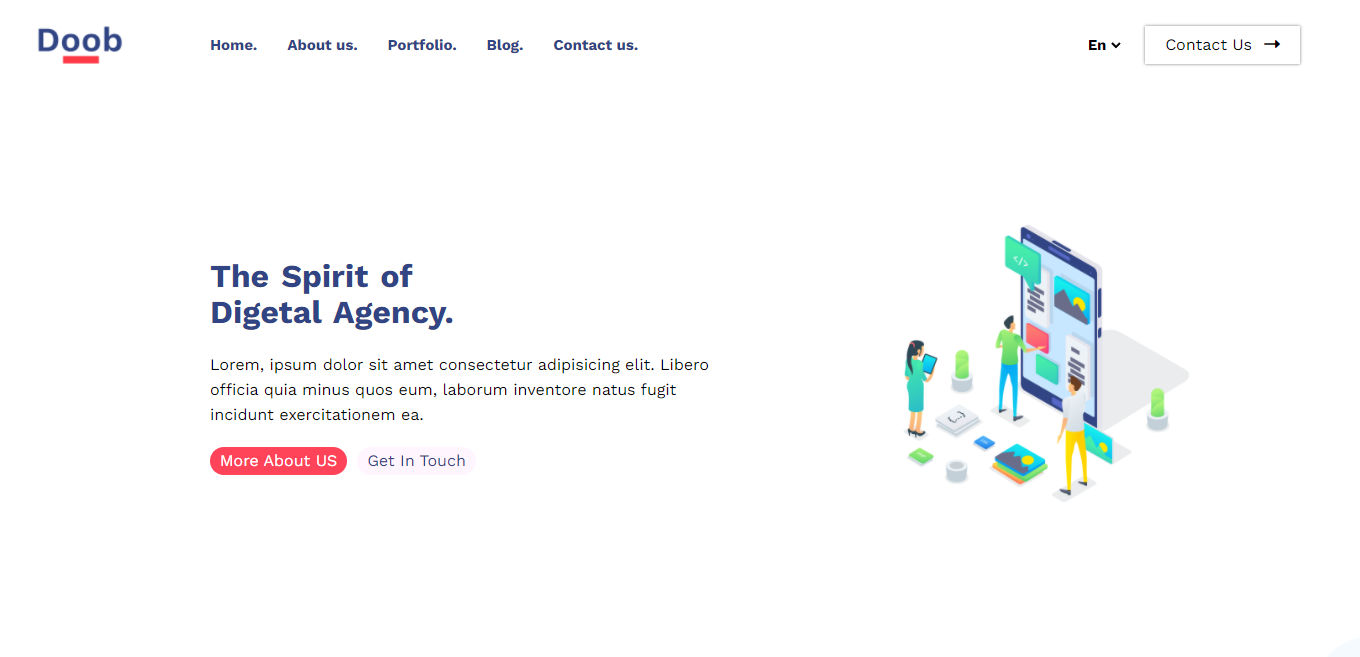 Doob
Home. About us. Portfolio. Blog. Contact us. En Contact Us →
The Spirit of
Digetal Agency.
Lorem, ipsum dolor sit amet consectetur adipisicing elit. Libero
officia quia minus quos eum, laborum inventore natus fugit
incidunt exercitationem ea.
More About US Get In Touch